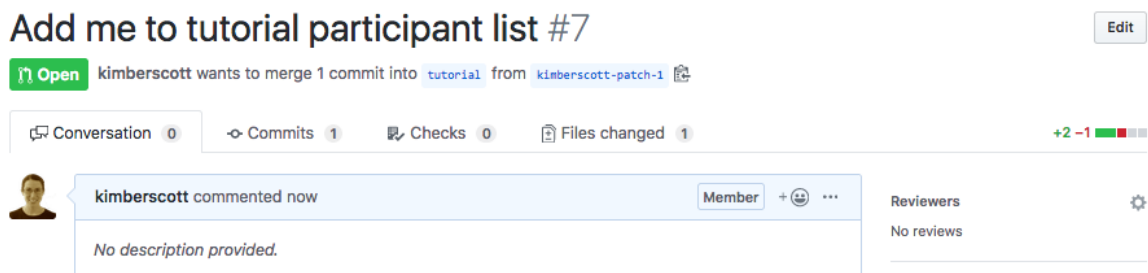 Add me to tutorial participant list #7
Edit
Open kimberscott wants to merge 1 commit into tutorial from kimberscott-patch-1
Conversation 0 Commits 1 Checks 0 Files changed 1 +2 −1
kimberscott commented now Member
Reviewers
No reviews
No description provided.